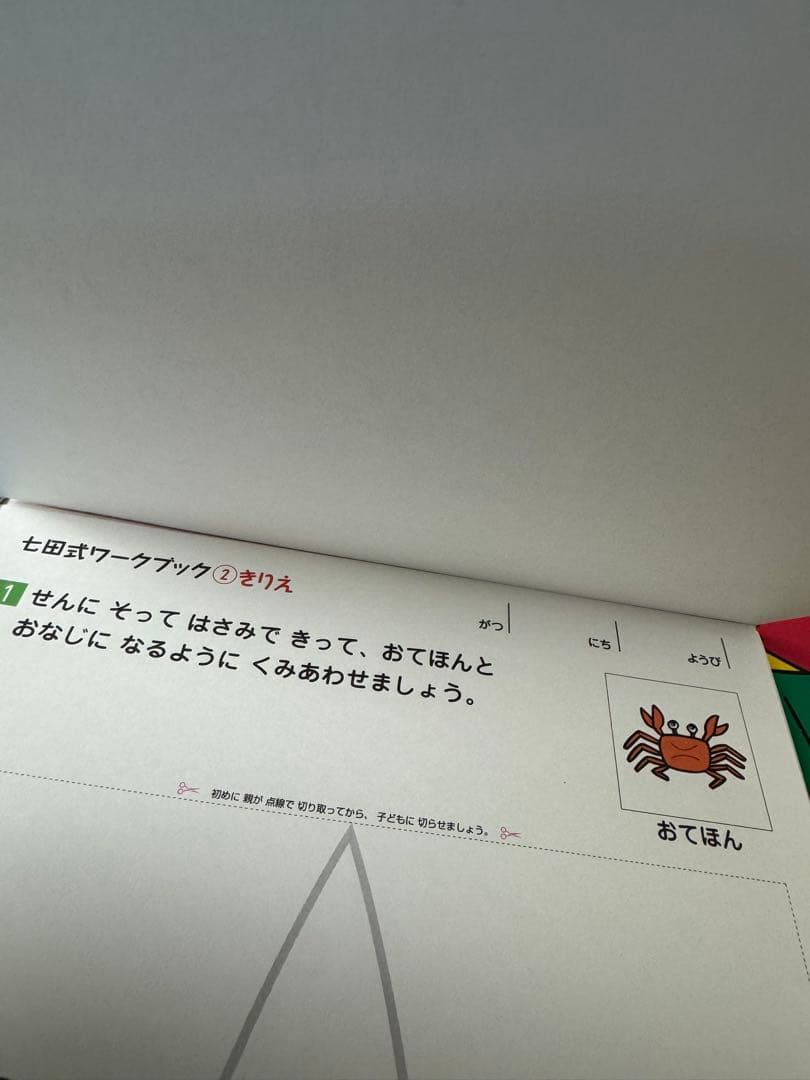 七田式ワークブック②きりえ
がつ
にち
ようび
1 せんに そって はさみで きって、おてほんと
おなじに なるように くみあわせましょう。
おてほん
初めに 親が 点線で 切り取ってから、 子どもに 切らせましょう。